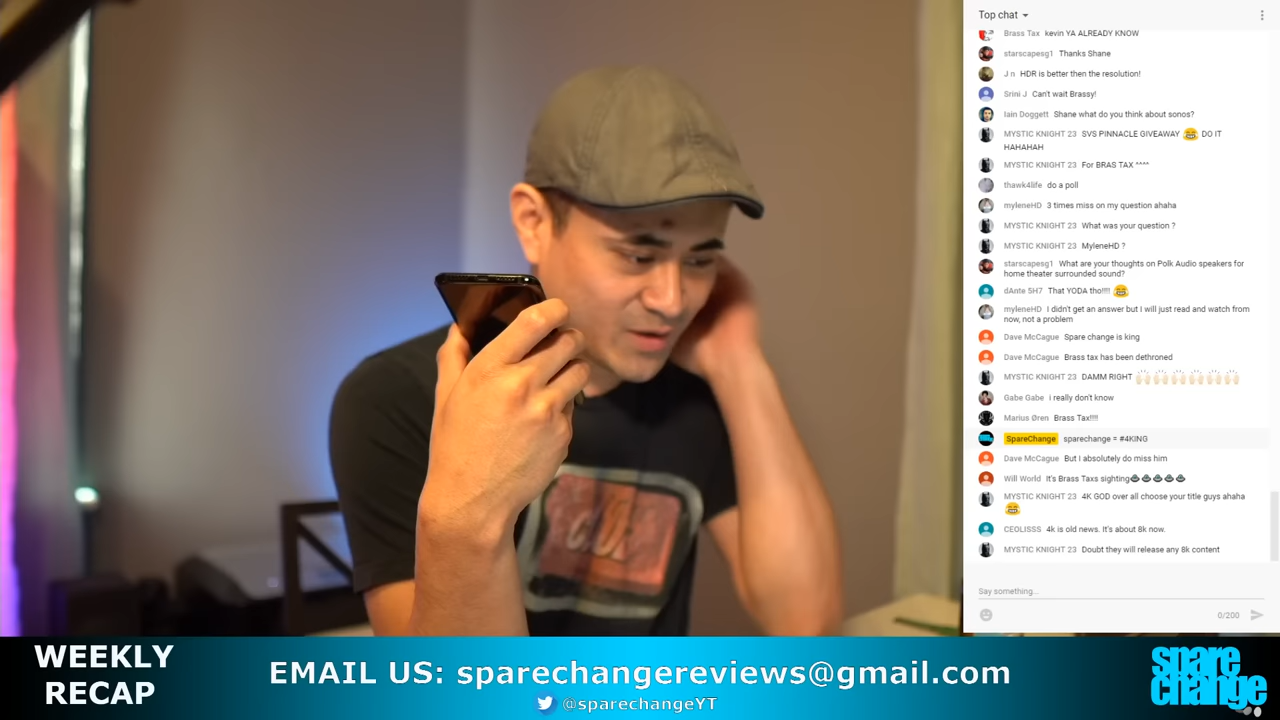 Top chat
Brass Tax kevin YA ALREADY KNOW
starscapesg1 Thanks Shane
J n HDR is better then the resolution!
Srini J Can't wait Brassy!
Iain Doggett Shane what do you think about sonos?
MYSTIC KNIGHT 23 SVS PINNACLE GIVEAWAY 😂 DO IT
HAHAHAH
MYSTIC KNIGHT 23 For BRAS TAX ^^^^
thawk4life do a poll
myleneHD 3 times miss on my question ahaha
MYSTIC KNIGHT 23 What was your question ?
MYSTIC KNIGHT 23 MyleneHD ?
starscapesg1 What are your thoughts on Polk Audio speakers for
home theater surrounded sound?
dAnte 5H7 That YODA tho!!!! 😂
myleneHD I didn't get an answer but I will just read and watch from
now, not a problem
Dave McCague Spare change is king
Dave McCague Brass tax has been dethroned
MYSTIC KNIGHT 23 DAMM RIGHT 👏🏻👏🏻👏🏻👏🏻👏🏻👏🏻
Gabe Gabe i really don't know
Marius Øren Brass Tax!!!!
SpareChange sparechange = #4KING
Dave McCague But I absolutely do miss him
Will World It's Brass Taxs sighting🛸🛸🛸🛸🛸
MYSTIC KNIGHT 23 4K GOD over all choose your title guys ahaha
😂
CEOLISSS 4k is old news. It's about 8k now.
MYSTIC KNIGHT 23 Doubt they will release any 8k content
Say something...
0/200
WEEKLY
RECAP
EMAIL US: sparechangereviews@gmail.com
@sparechangeYT
spare
change